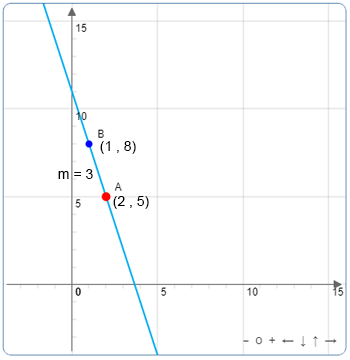 15
10
B
(1 , 8)
m = 3
A
(2 , 5)
5
0
5
10
15
- o + ← ↓ ↑ →